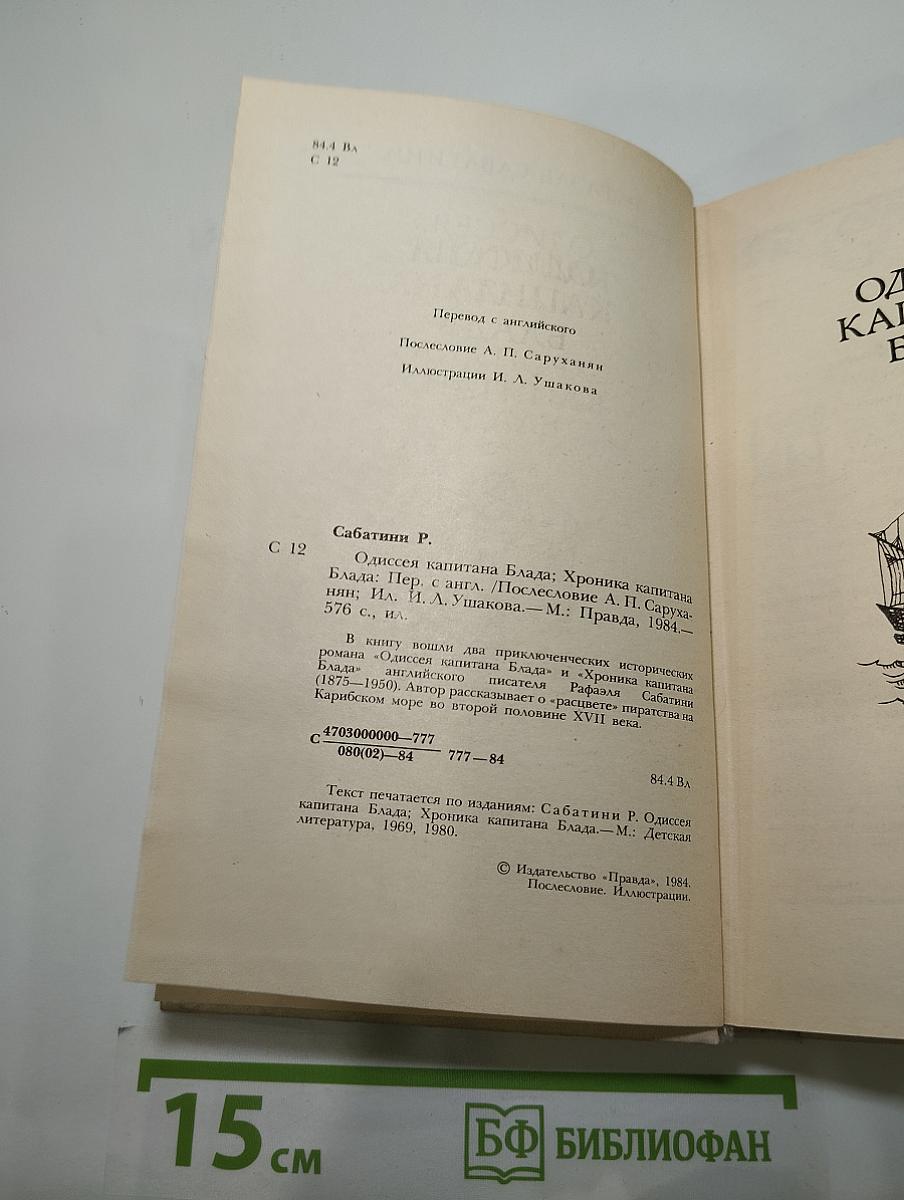 84.4 Вл
С 12
Перевод с английского
Послесловие А. П. Саруханян
Иллюстрации И. Л. Ушакова
Сабатини Р.
С 12
Одиссея капитана Блада; Хроника капитана
Блада: Пер. с англ. /Послесловие А. П. Саруха-
нян; Ил. И. Л. Ушакова.— М.: Правда, 1984.—
576 с., ил.
В книгу вошли два приключенческих исторических
романа «Одиссея капитана Блада» и «Хроника капитана
Блада» английского писателя Рафаэля Сабатини
(1875—1950). Автор рассказывает о «расцвете» пиратства на
Карибском море во второй половине XVII века.
С 4703000000—777
080(02)—84 777—84
84.4 Вл
Текст печатается по изданиям: Сабатини Р. Одиссея
капитана Блада; Хроника капитана Блада.— М.: Детская
литература, 1969, 1980.
© Издательство «Правда», 1984.
Послесловие. Иллюстрации.
15 см
БФ БИБЛИОФАН